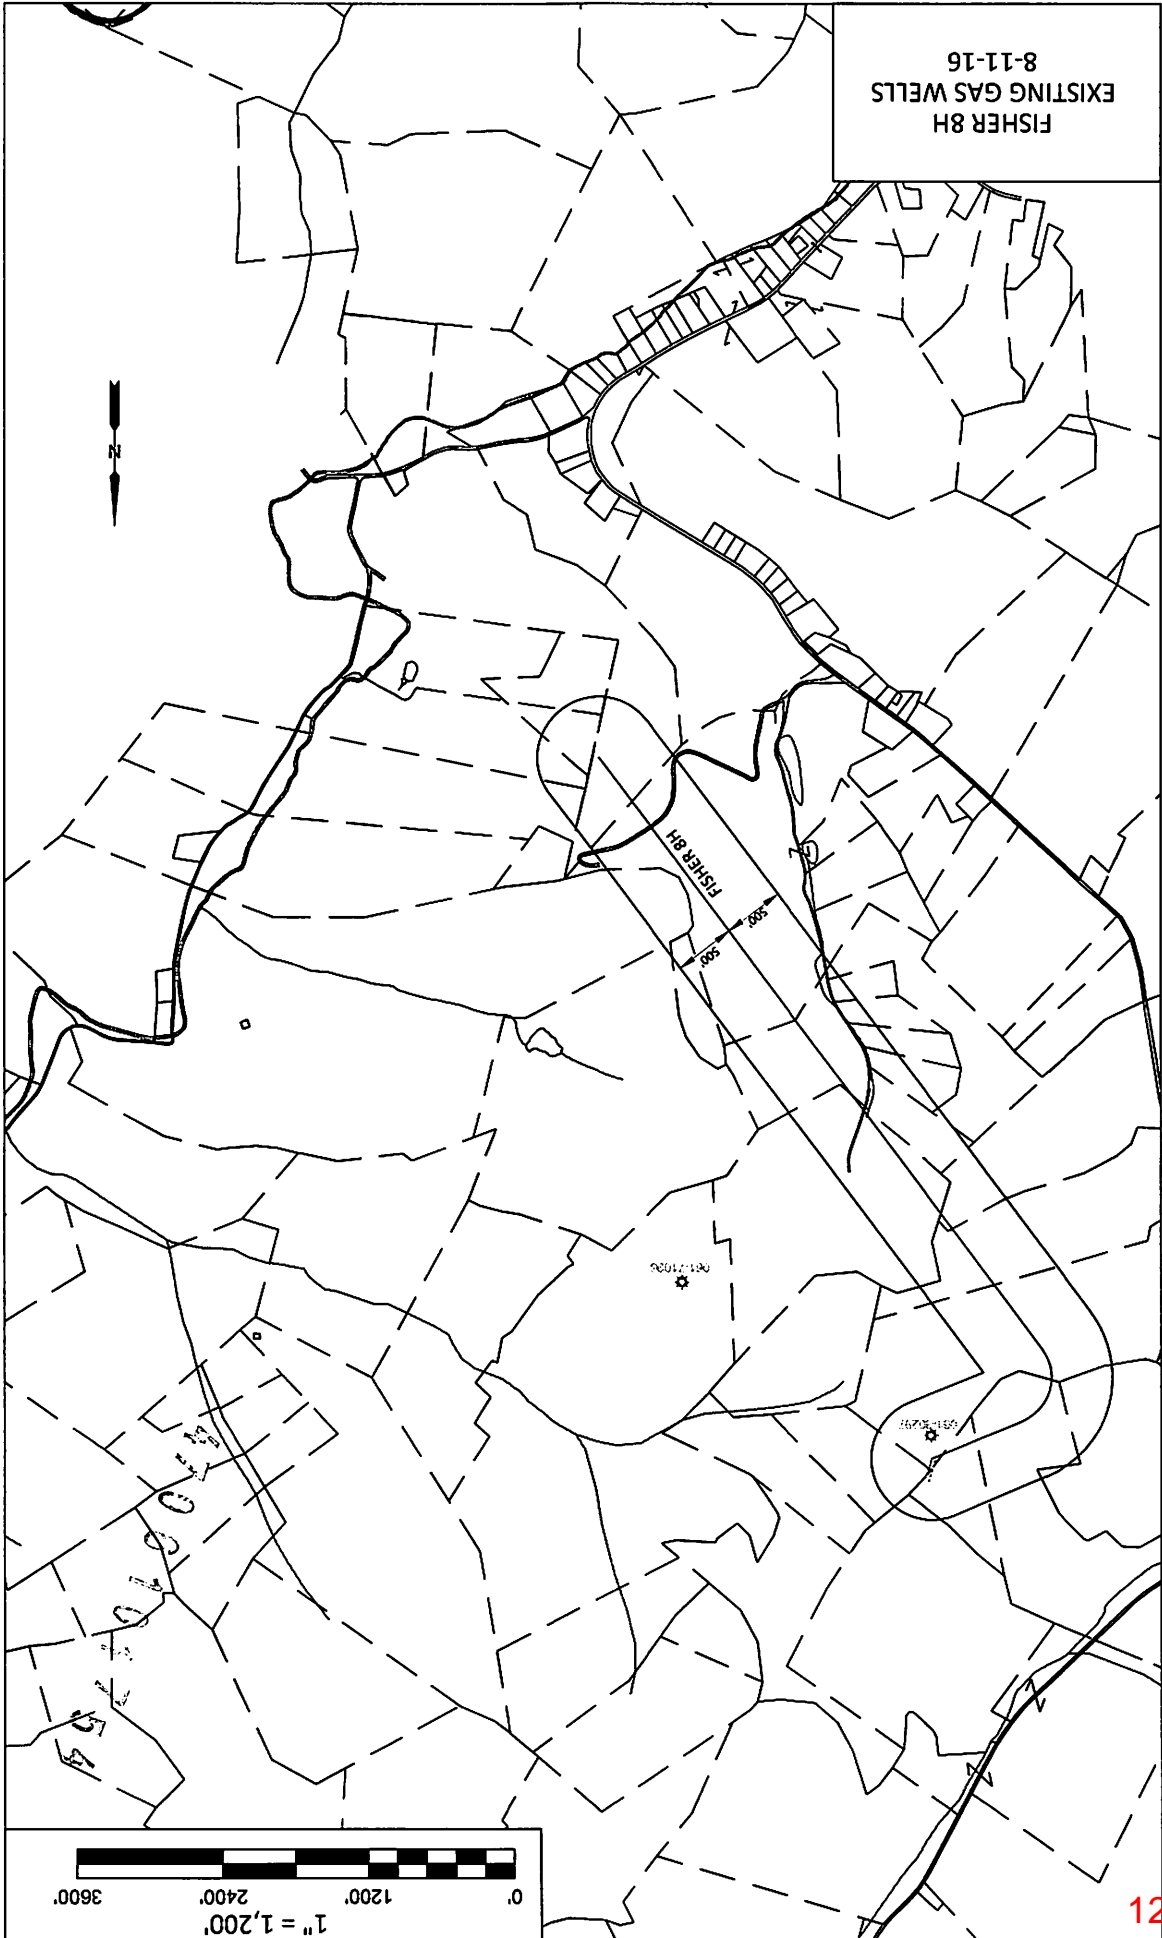 FISHER 8H
EXISTING GAS WELLS
8-11-16
N
FISHER 8H
500'
500'
1" = 1,200'
0' 1200' 2400' 3600'
12